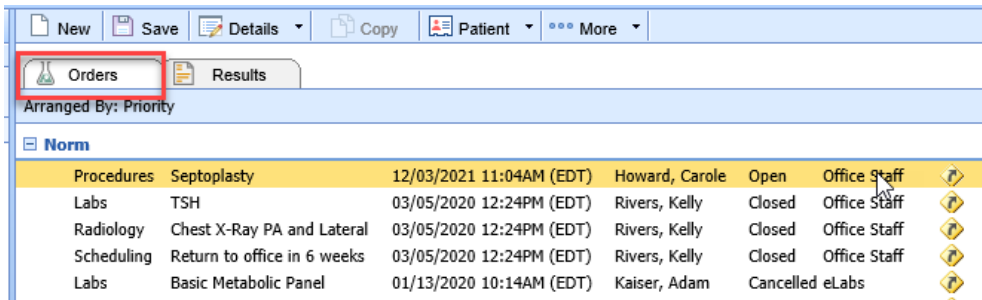 New Save Details Copy Patient More
Orders Results
Arranged By: Priority
Norm
Procedures Septoplasty 12/03/2021 11:04AM (EDT) Howard, Carole Open Office Staff
Labs TSH 03/05/2020 12:24PM (EDT) Rivers, Kelly Closed Office Staff
Radiology Chest X-Ray PA and Lateral 03/05/2020 12:24PM (EDT) Rivers, Kelly Closed Office Staff
Scheduling Return to office in 6 weeks 03/05/2020 12:24PM (EDT) Rivers, Kelly Closed Office Staff
Labs Basic Metabolic Panel 01/13/2020 10:14AM (EDT) Kaiser, Adam Cancelled eLabs